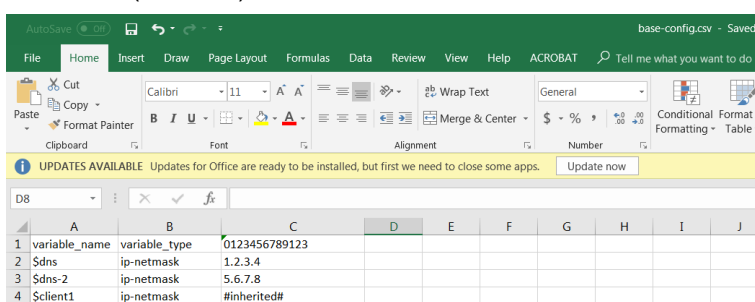 AutoSave Off base-config.csv - Saved
File Home Insert Draw Page Layout Formulas Data Review View Help ACROBAT Tell me what you want to do
Paste
Cut
Copy
Format Painter
Clipboard
Calibri 11 A A
B I U A
Font
ab Wrap Text
Merge & Center
Alignment
General
$ % , .00
Number
Conditional Formatting
Format Table
UPDATES AVAILABLE Updates for Office are ready to be installed, but first we need to close some apps. Update now
D8 fx
A B C D E F G H I J
1 variable_name variable_type 0123456789123
2 $dns ip-netmask 1.2.3.4
3 $dns-2 ip-netmask 5.6.7.8
4 $client1 ip-netmask #inherited#